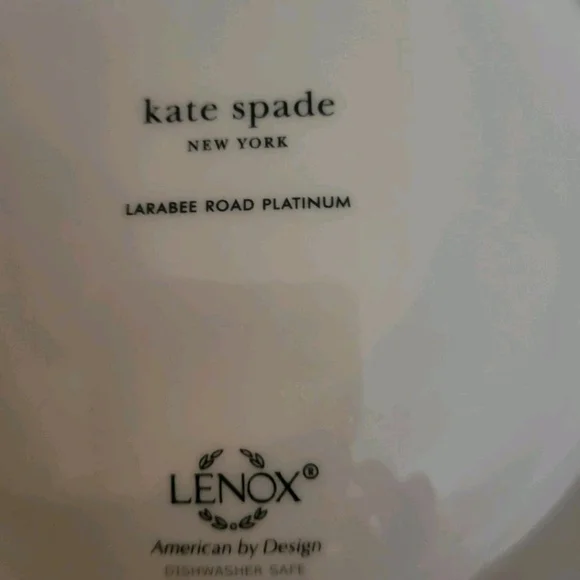 kate spade
NEW YORK
LARABEE ROAD PLATINUM
LENOX®
American by Design
DISHWASHER SAFE